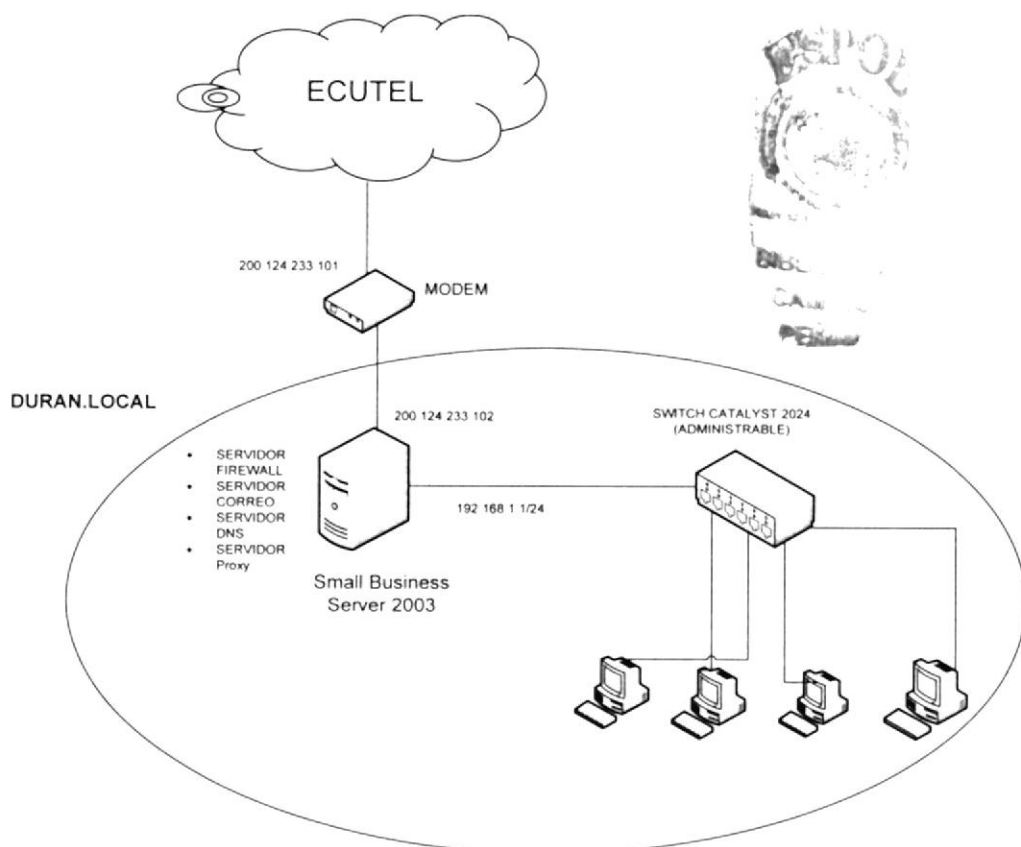 ECUTEL
200 124 233 101
MODEM
DURAN.LOCAL
200 124 233 102
SWITCH CATALYST 2024
(ADMINISTRABLE)
• SERVIDOR
FIREWALL
• SERVIDOR
CORREO
• SERVIDOR
DNS
• SERVIDOR
Proxy
192 168 1 1/24
Small Business
Server 2003